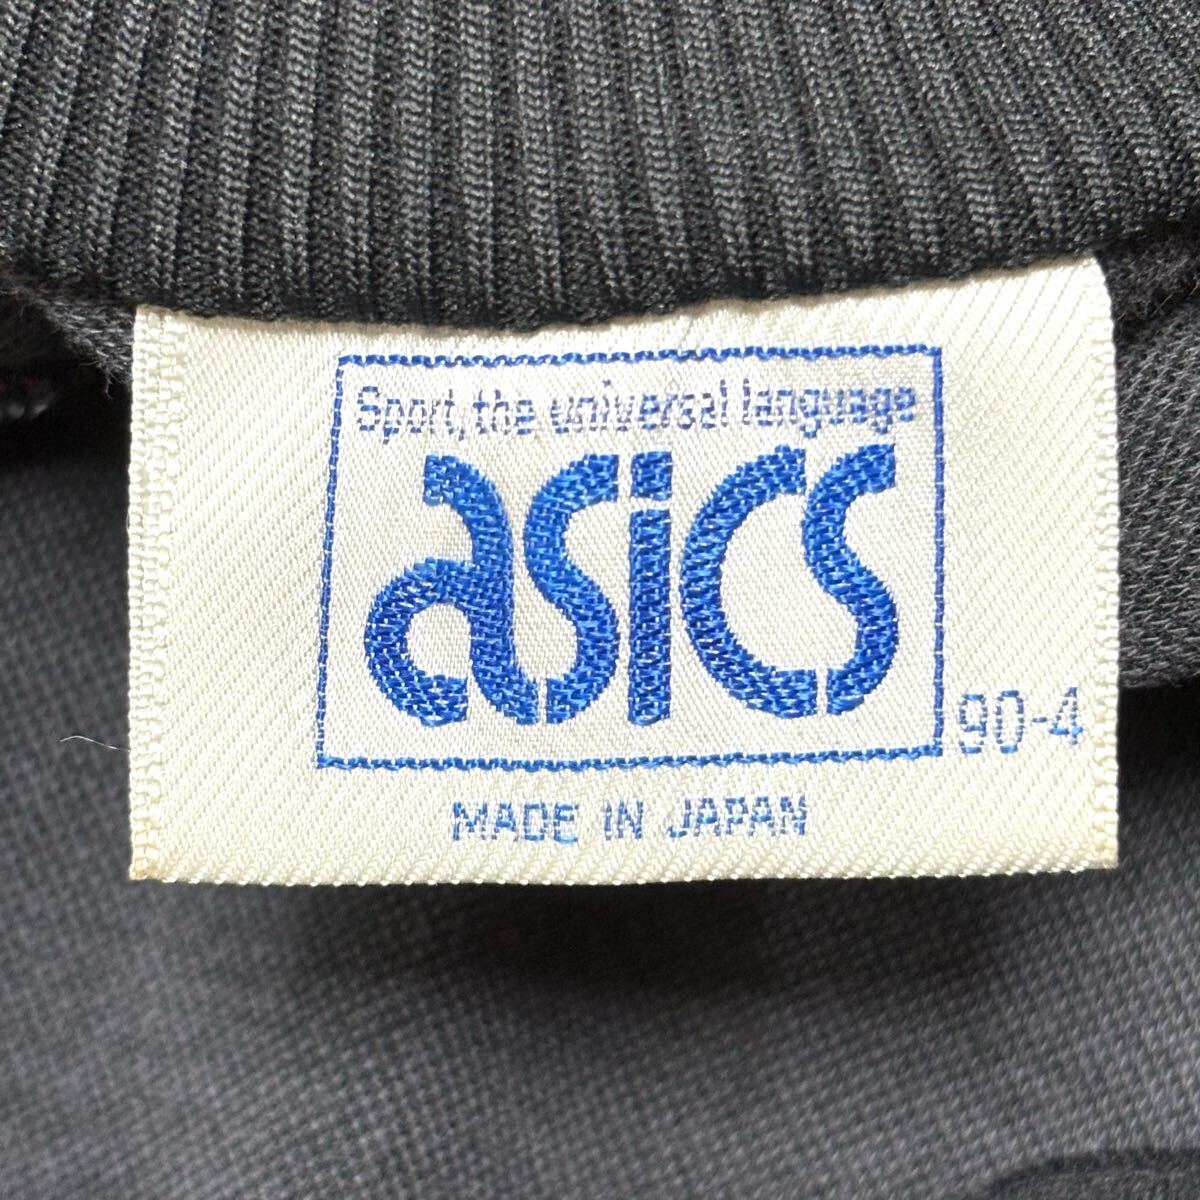 Sport, the universal language
asics
90-4
MADE IN JAPAN